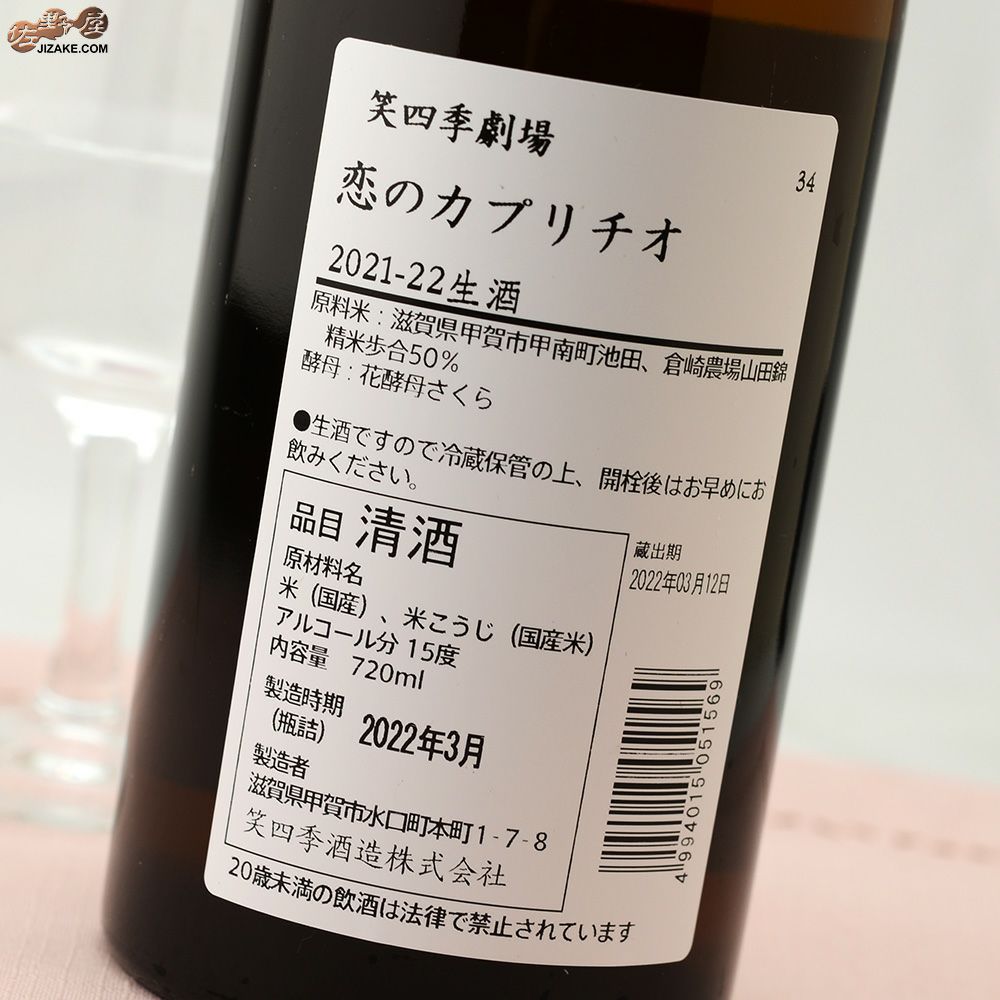 佐野屋
JIZAKE.COM
笑四季劇場
34
恋のカプリチオ
2021-22生酒
原料米：滋賀県甲賀市甲南町池田、倉崎農場山田錦
精米歩合50%
酵母：花酵母さくら
●生酒ですので冷蔵保管の上、開栓後はお早めにお
飲みください。
品目 清酒
原材料名
米（国産）、米こうじ（国産米）
アルコール分 15度
内容量 720ml
製造時期
（瓶詰） 2022年3月
製造者
滋賀県甲賀市水口町本町1-7-8
笑四季酒造株式会社
蔵出期
2022年03月12日
4994015051569
20歳未満の飲酒は法律で禁止されています